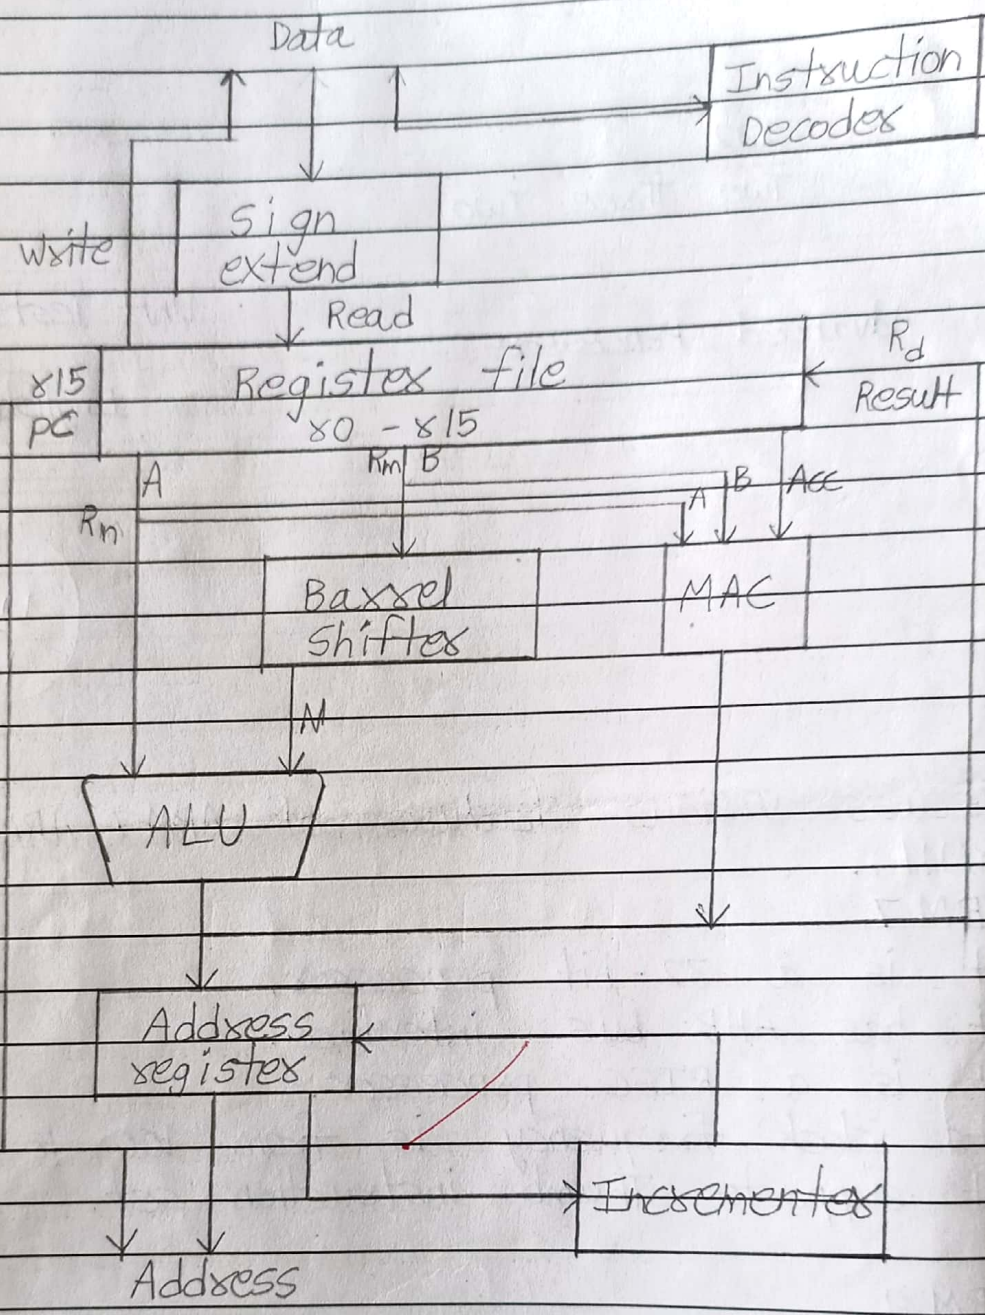 Data
Instruction
Decoder
Sign
extend
Write
Read
Rd
Result
r15
PC
Register file
r0 - r15
A
Rm B
Rn
A B Acc
Barrel
Shifter
MAC
N
ALU
Address
register
Incrementer
Address